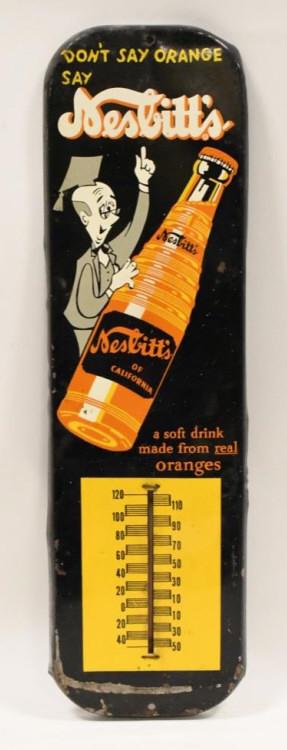 DON'T SAY ORANGE
SAY
Nesbitt's
Nesbitt's
Nesbitt's
OF
CALIFORNIA
a soft drink
made from real
oranges
120 110
100 90
80 70
60 50
40 30
20 10
0 10
20 30
40 50